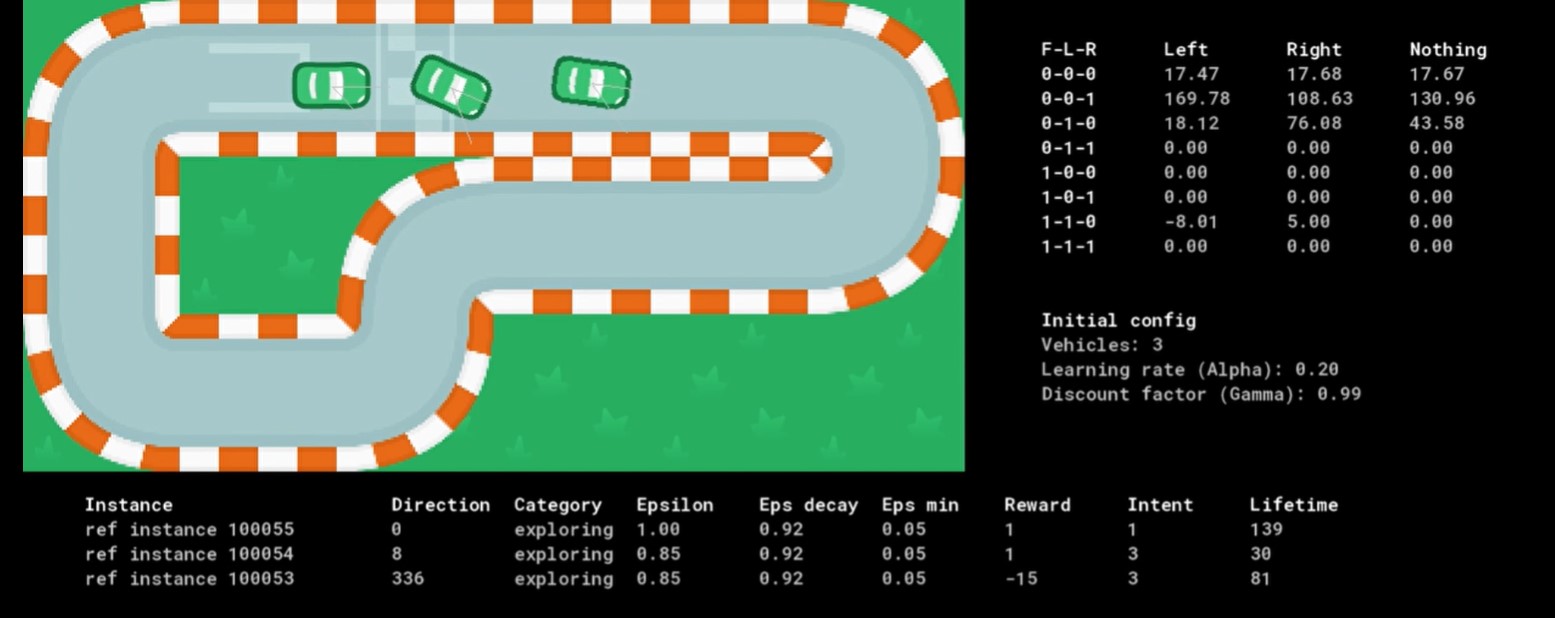 F-L-R Left Right Nothing
0-0-0 17.47 17.68 17.67
0-0-1 169.78 108.63 130.96
0-1-0 18.12 76.08 43.58
0-1-1 0.00 0.00 0.00
1-0-0 0.00 0.00 0.00
1-0-1 0.00 0.00 0.00
1-1-0 -8.01 5.00 0.00
1-1-1 0.00 0.00 0.00
Initial config
Vehicles: 3
Learning rate (Alpha): 0.20
Discount factor (Gamma): 0.99
Instance Direction Category Epsilon Eps decay Eps min Reward Intent Lifetime
ref instance 100055 0 exploring 1.00 0.92 0.05 1 1 139
ref instance 100054 8 exploring 0.85 0.92 0.05 1 3 30
ref instance 100053 336 exploring 0.85 0.92 0.05 -15 3 81